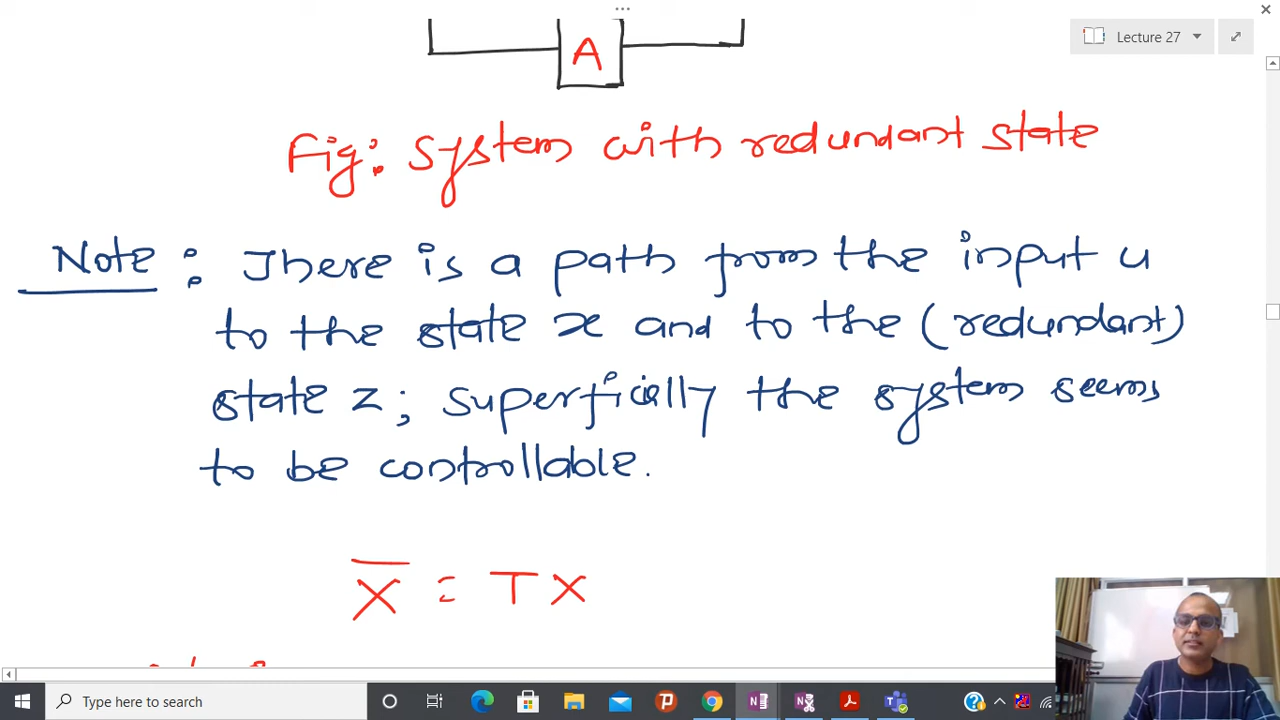 Lecture 27
A
Fig: System with redundant state
Note: There is a path from the input u
to the state x and to the (redundant)
state z; superficially the system seems
to be controllable.
X̅ = T X
Type here to search